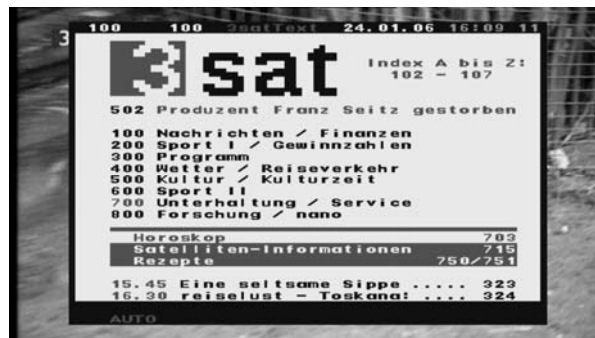 3
100 100 3satText 24.01.06 16:09 11
3sat
Index A bis Z:
102 - 107
502 Produzent Franz Seitz gestorben
100 Nachrichten / Finanzen
200 Sport I / Gewinnzahlen
300 Programm
400 Wetter / Reiseverkehr
500 Kultur / Kulturzeit
600 Sport II
700 Unterhaltung / Service
800 Forschung / nano
Horoskop 703
Satelliten-Informationen 715
Rezepte 750/751
15.45 Eine seltsame Sippe ..... 323
16.30 reiselust - Toskana! .... 324
AUTO